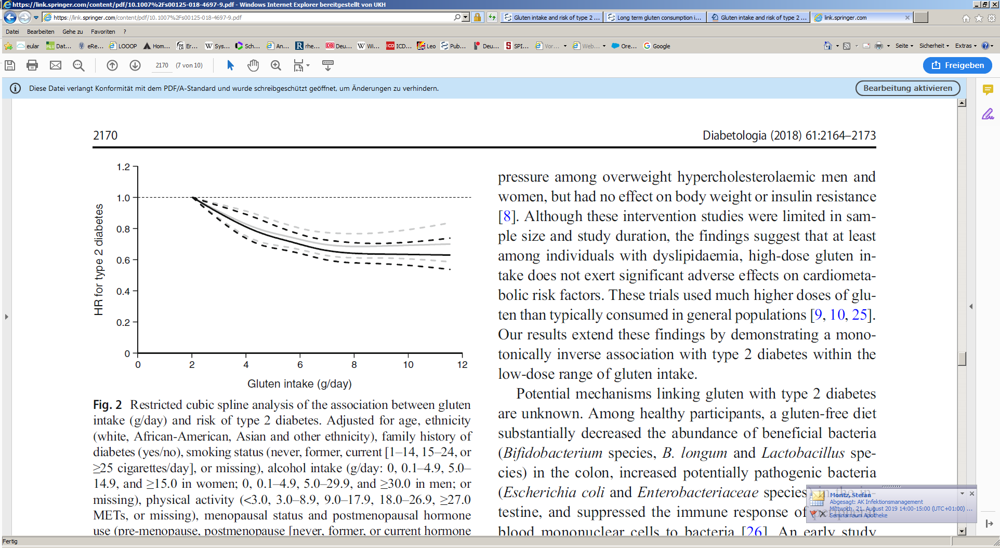 https://link.springer.com/content/pdf/10.1007%2Fs00125-018-4697-9.pdf - Windows Internet Explorer bereitgestellt von UKH
https://link.springer.com/content/pdf/10.1007%2Fs00125-018-4697-9.pdf
Gluten intake and risk of type 2 ...
Long term gluten consumption i...
Gluten intake and risk of type 2 ...
link.springer.com
Datei Bearbeiten Gehe zu Favoriten ?
eular Dat... eRe... LOOOP Hom... Er... Sys... Sch... An... rhe... Deu... Wi... ICD... Leo Pub... Deu... SPI... Vor... Web... Ore... Google Seite Sicherheit Extras
2170 (7 von 10) Freigeben
Diese Datei verlangt Konformität mit dem PDF/A-Standard und wurde schreibgeschützt geöffnet, um Änderungen zu verhindern. Bearbeitung aktivieren
2170 Diabetologia (2018) 61:2164–2173
HR for type 2 diabetes
1.2
1.0
0.8
0.6
0.4
0.2
0
0 2 4 6 8 10 12
Gluten intake (g/day)
Fig. 2 Restricted cubic spline analysis of the association between gluten
intake (g/day) and risk of type 2 diabetes. Adjusted for age, ethnicity
(white, African-American, Asian and other ethnicity), family history of
diabetes (yes/no), smoking status (never, former, current [1–14, 15–24, or
≥25 cigarettes/day], or missing), alcohol intake (g/day: 0, 0.1–4.9, 5.0–
14.9, and ≥15.0 in women; 0, 0.1–4.9, 5.0–29.9, and ≥30.0 in men; or
missing), physical activity (<3.0, 3.0–8.9, 9.0–17.9, 18.0–26.9, ≥27.0
METs, or missing), menopausal status and postmenopausal hormone
use (pre-menopause, postmenopause [never, former, or current hormone
pressure among overweight hypercholesterolaemic men and
women, but had no effect on body weight or insulin resistance
[8]. Although these intervention studies were limited in sam-
ple size and study duration, the findings suggest that at least
among individuals with dyslipidaemia, high-dose gluten in-
take does not exert significant adverse effects on cardiometa-
bolic risk factors. These trials used much higher doses of glu-
ten than typically consumed in general populations [9, 10, 25].
Our results extend these findings by demonstrating a mono-
tonically inverse association with type 2 diabetes within the
low-dose range of gluten intake.
Potential mechanisms linking gluten with type 2 diabetes
are unknown. Among healthy participants, a gluten-free diet
substantially decreased the abundance of beneficial bacteria
(Bifidobacterium species, B. longum and Lactobacillus spe-
cies) in the colon, increased potentially pathogenic bacteria
(Escherichia coli and Enterobacteriaceae species) in the in-
testine, and suppressed the immune response of peripheral
blood mononuclear cells to bacteria [26]. An early study
Moritz, Stefan
Abgesagt: AK Infektionsmanagement
Mittwoch, 21. August 2019 14:00-15:00 (UTC+01:00) ...
Seminarraum Apotheke
Fertig